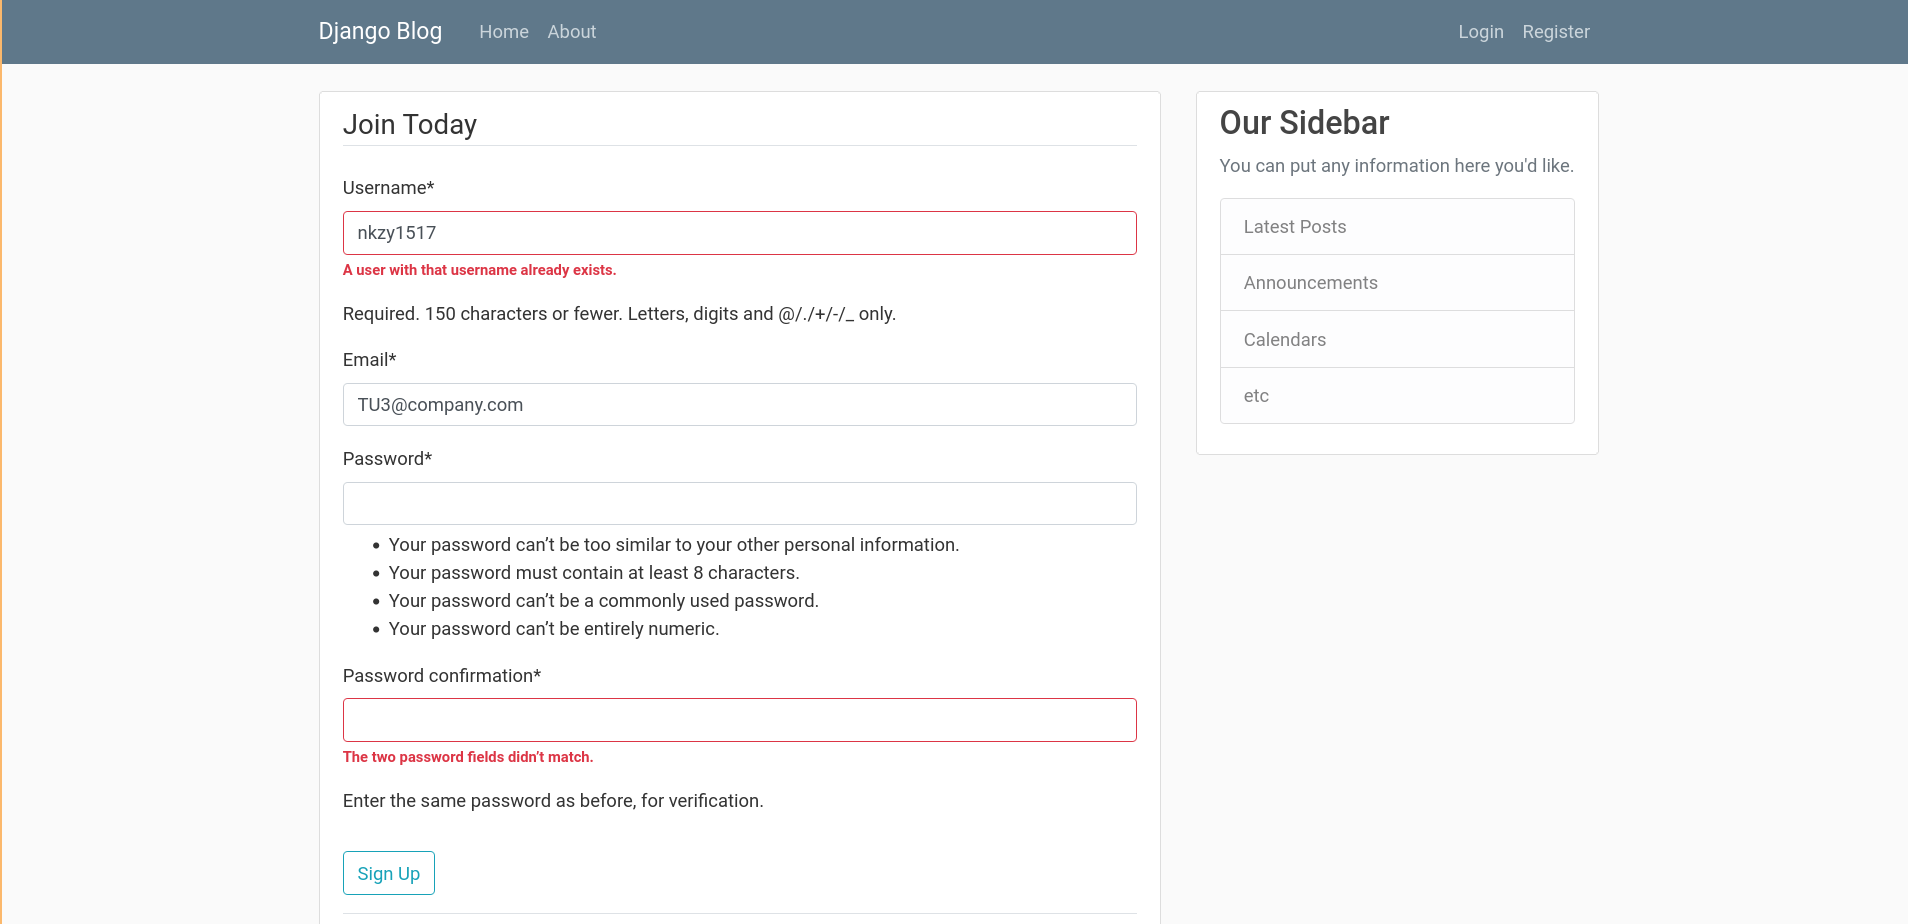 Django Blog Home About Login Register
Join Today
Username*
nkzy1517
A user with that username already exists.
Required. 150 characters or fewer. Letters, digits and @/./+/-/_ only.
Email*
TU3@company.com
Password*
Your password can’t be too similar to your other personal information.
Your password must contain at least 8 characters.
Your password can’t be a commonly used password.
Your password can’t be entirely numeric.
Password confirmation*
The two password fields didn’t match.
Enter the same password as before, for verification.
Sign Up
Our Sidebar
You can put any information here you'd like.
Latest Posts
Announcements
Calendars
etc